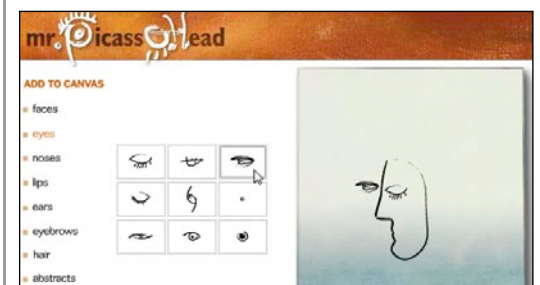 mr. Picasso Head
ADD TO CANVAS
faces
eyes
noses
lips
ears
eyebrows
hair
abstracts